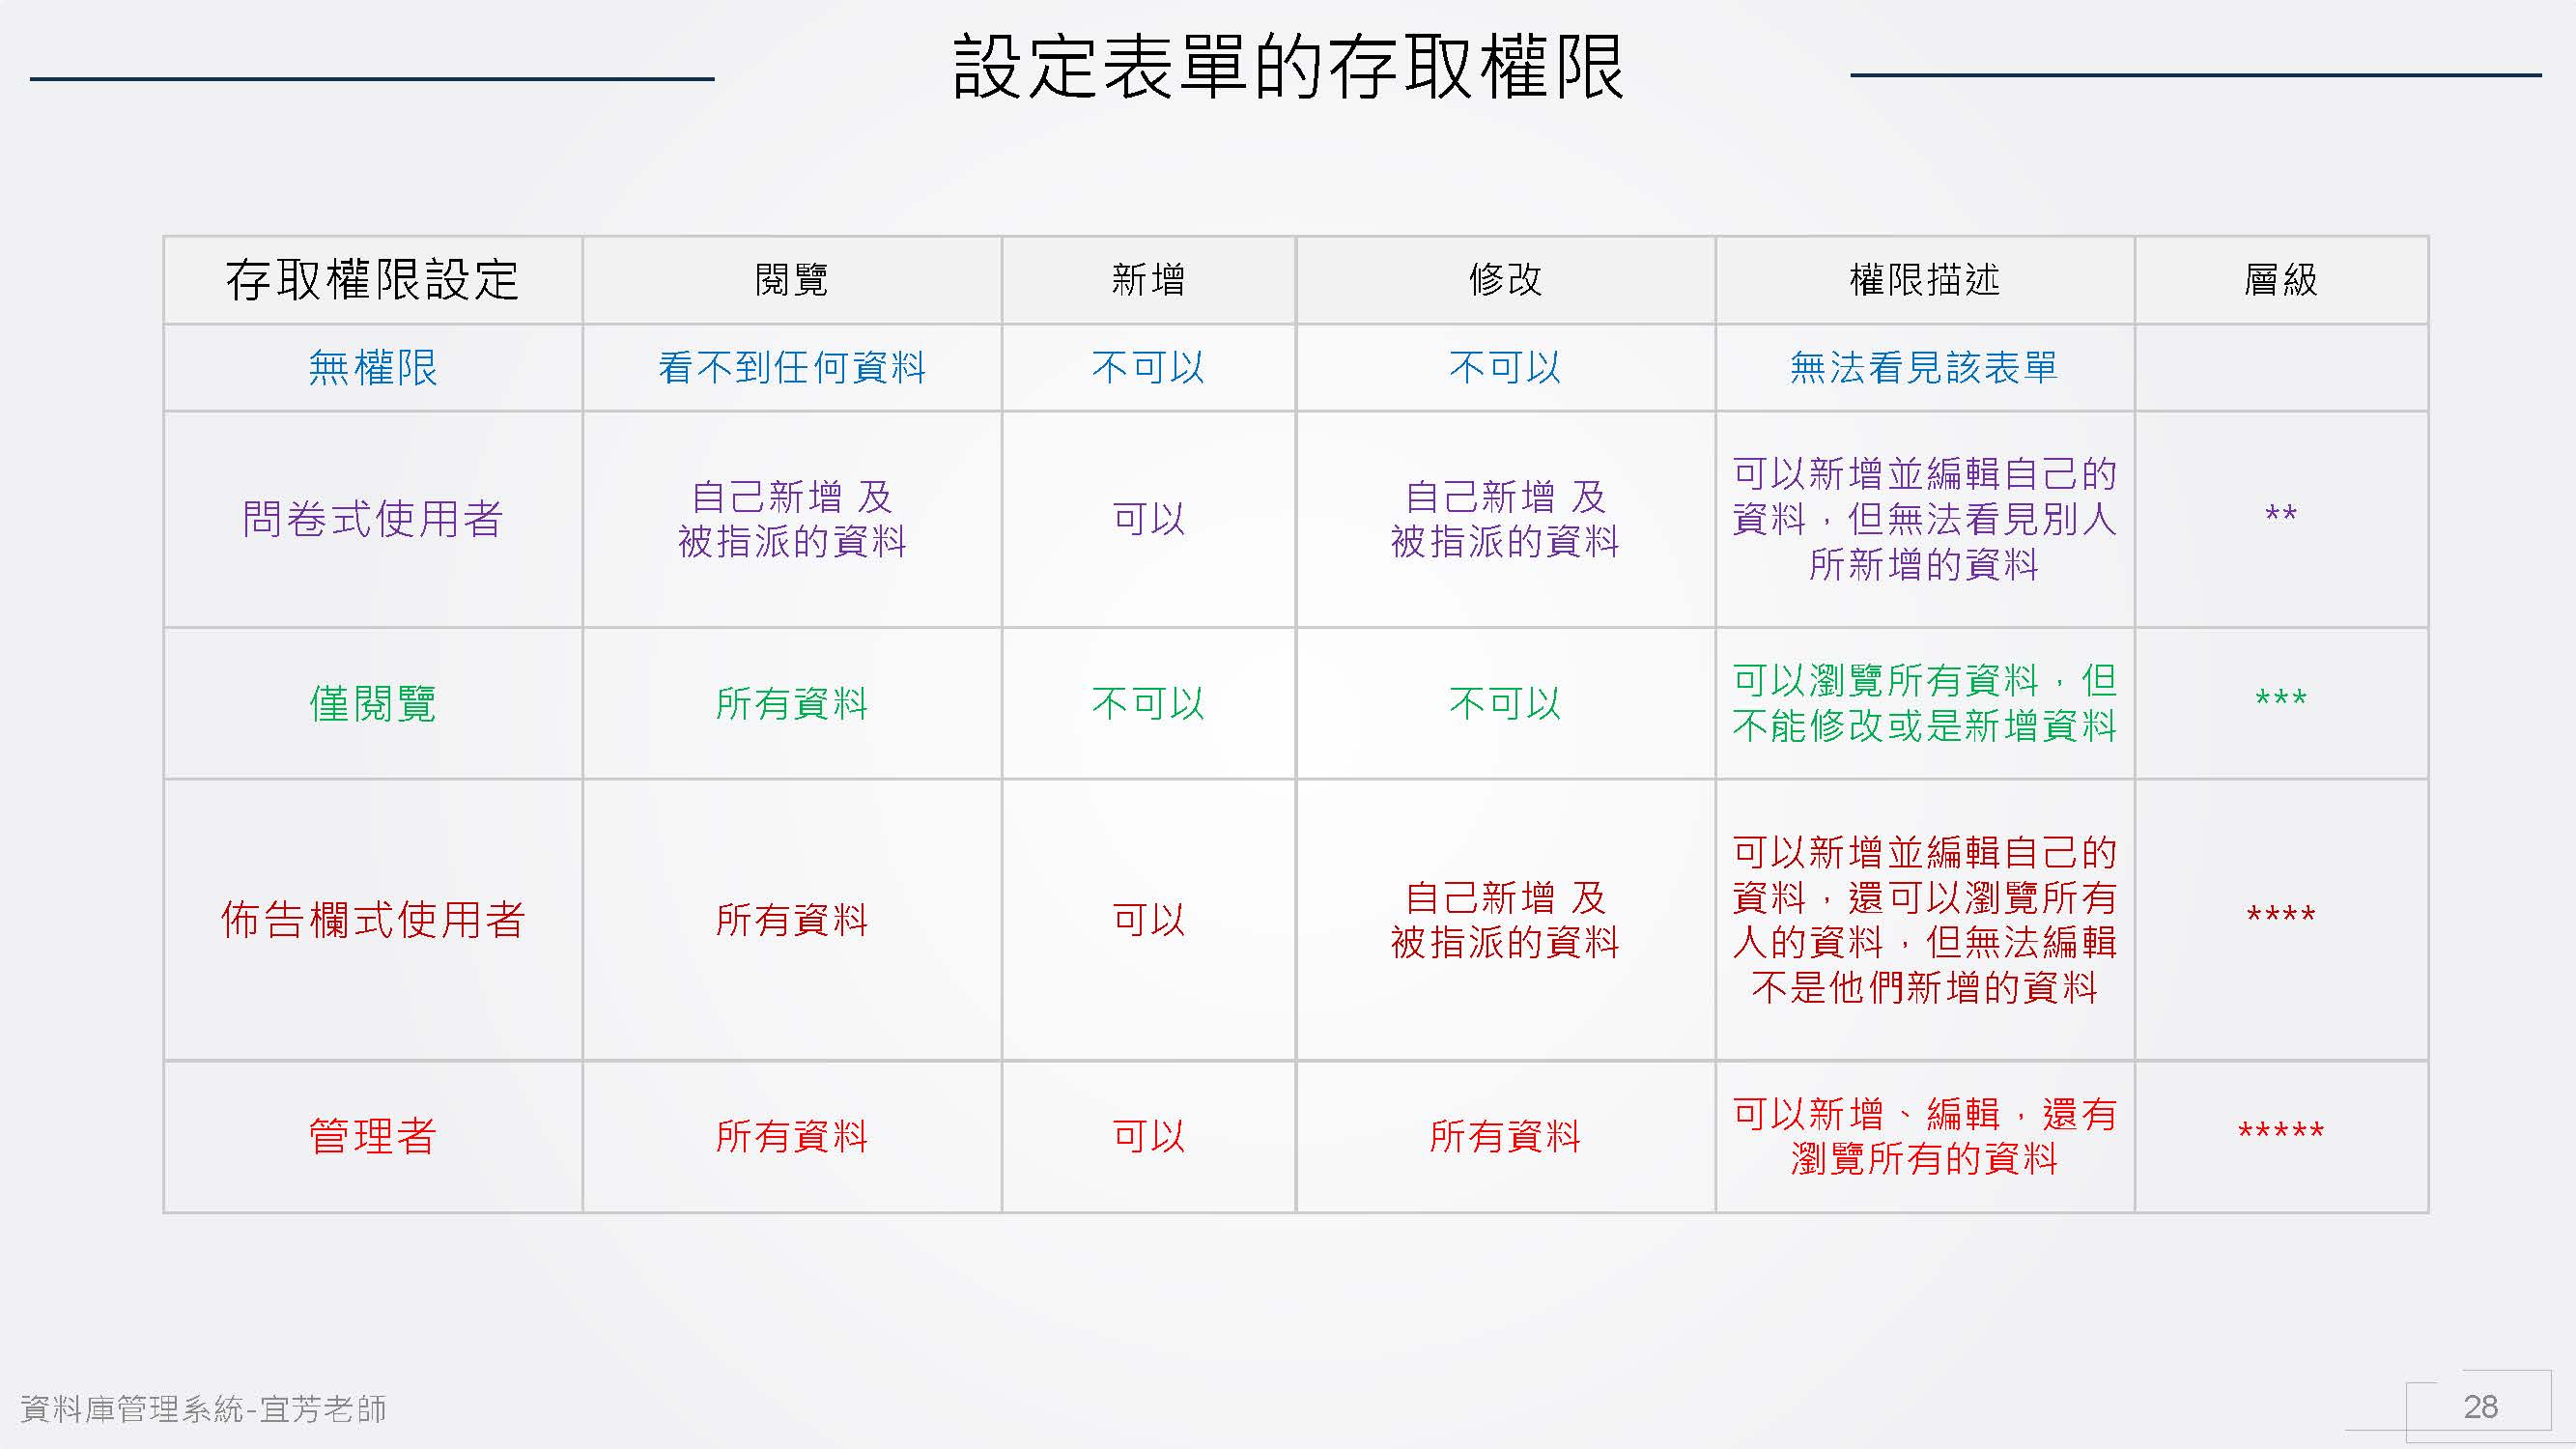 設定表單的存取權限
存取權限設定 閱覽 新增 修改 權限描述 層級
無權限 看不到任何資料 不可以 不可以 無法看見該表單
問卷式使用者
自己新增 及
被指派的資料
可以
自己新增 及
被指派的資料
可以新增並編輯自己的
資料，但無法看見別人
所新增的資料
**
僅閱覽 所有資料 不可以 不可以
可以瀏覽所有資料，但
不能修改或是新增資料
***
佈告欄式使用者 所有資料 可以
自己新增 及
被指派的資料
可以新增並編輯自己的
資料，還可以瀏覽所有
人的資料，但無法編輯
不是他們新增的資料
****
管理者 所有資料 可以 所有資料
可以新增、編輯，還有
瀏覽所有的資料
*****
資料庫管理系統-宜芳老師
28